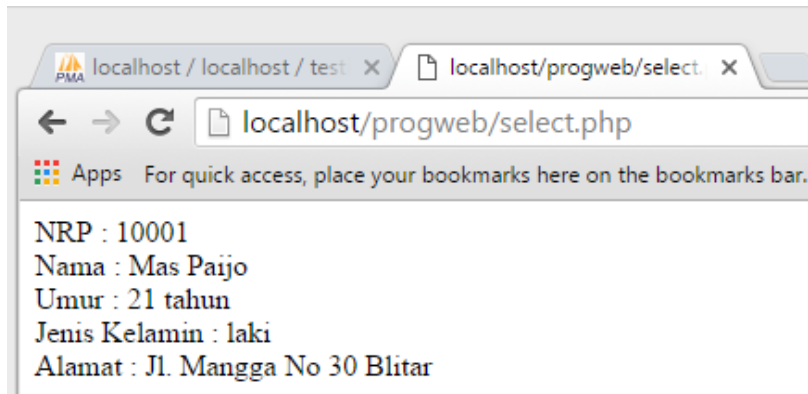 PMA localhost / localhost / test
localhost/progweb/select.
localhost/progweb/select.php
Apps For quick access, place your bookmarks here on the bookmarks bar.
NRP : 10001
Nama : Mas Paijo
Umur : 21 tahun
Jenis Kelamin : laki
Alamat : Jl. Mangga No 30 Blitar